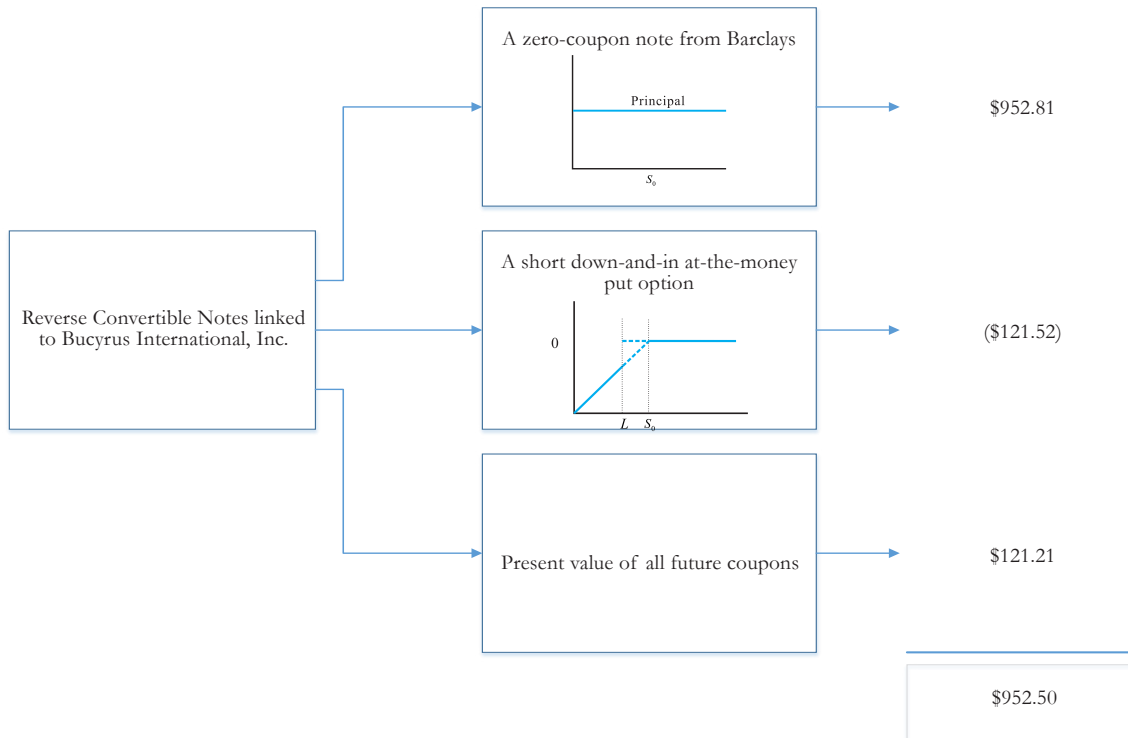 A zero-coupon note from Barclays
Principal
S0
$952.81
Reverse Convertible Notes linked
to Bucyrus International, Inc.
A short down-and-in at-the-money
put option
0
L S0
($121.52)
Present value of all future coupons
$121.21
$952.50